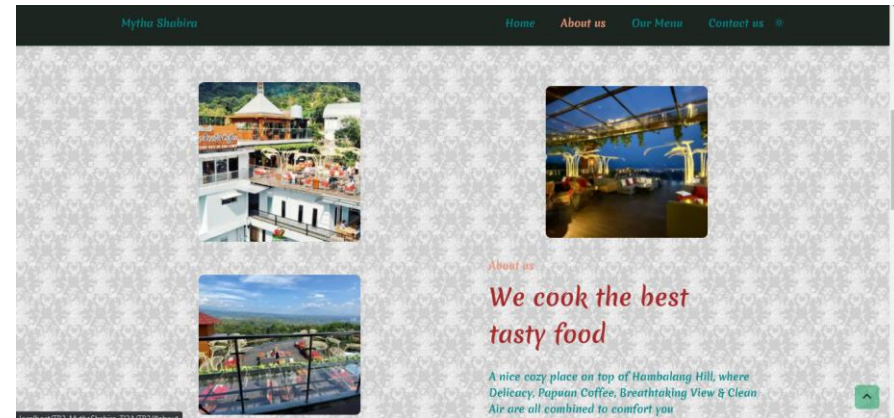 Mytha Shabira
Home About us Our Menu Contact us
About us
We cook the best
tasty food
A nice cozy place on top of Hambalang Hill, where
Delicacy, Papuan Coffee, Breathtaking View & Clean
Air are all combined to comfort you